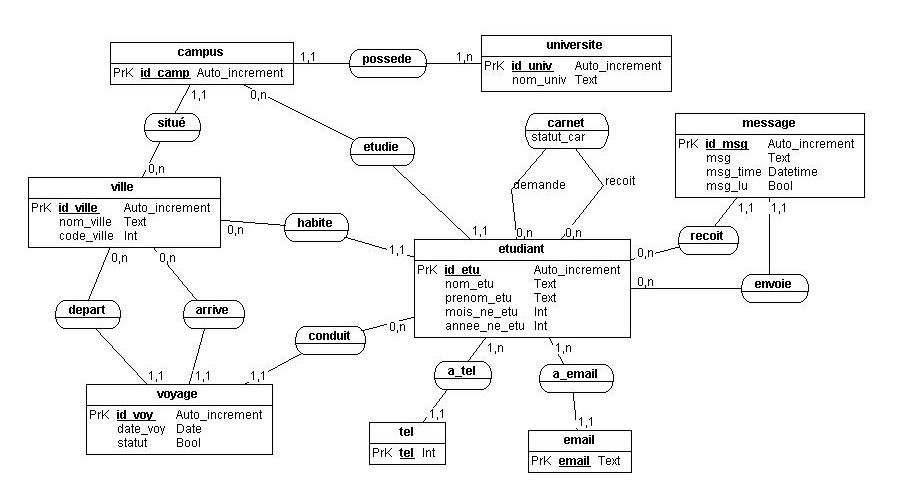 campus
PrK id_camp Auto_increment
1,1
possede
1,n
universite
PrK id_univ Auto_increment
nom_univ Text
1,1
0,n
situé
etudie
carnet
statut_car
message
PrK id_msg Auto_increment
msg Text
msg_time Datetime
msg_lu Bool
0,n
ville
PrK id_ville Auto_increment
nom_ville Text
code_ville Int
demande
recoit
1,1
1,1
0,n
habite
1,1
1,1
0,n
0,n
recoit
0,n
0,n
0,n
etudiant
PrK id_etu Auto_increment
nom_etu Text
prenom_etu Text
mois_ne_etu Int
annee_ne_etu Int
0,n
envoie
depart
arrive
conduit
0,n
1,1
1,1
1,1
1,n
1,n
a_tel
a_email
voyage
PrK id_voy Auto_increment
date_voy Date
statut Bool
1,1
1,1
tel
PrK tel Int
email
PrK email Text